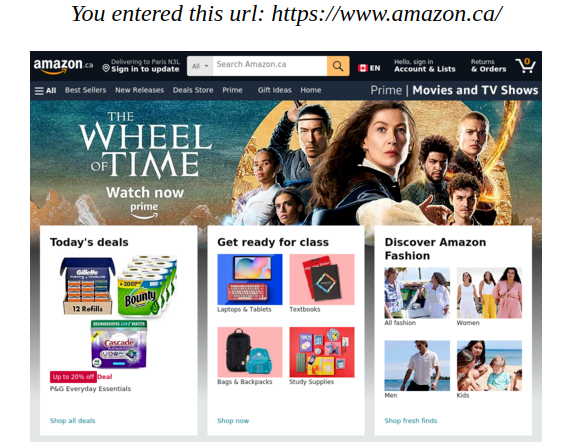 You entered this url: https://www.amazon.ca/
amazon.ca
Delivering to Paris N3L
Sign in to update
All
Search Amazon.ca
EN
Hello, sign in
Account & Lists
Returns
& Orders
0
All Best Sellers New Releases Deals Store Prime Gift Ideas Home
Prime | Movies and TV Shows
THE
WHEEL
OF TIME
Watch now
prime
Today's deals
Gillette
12 Refills
Bounty
Cascade
Up to 20% off Deal
P&G Everyday Essentials
Shop all deals
Get ready for class
Laptops & Tablets Textbooks
Bags & Backpacks Study Supplies
Shop now
Discover Amazon
Fashion
All fashion Women
Men Kids
Shop fresh finds